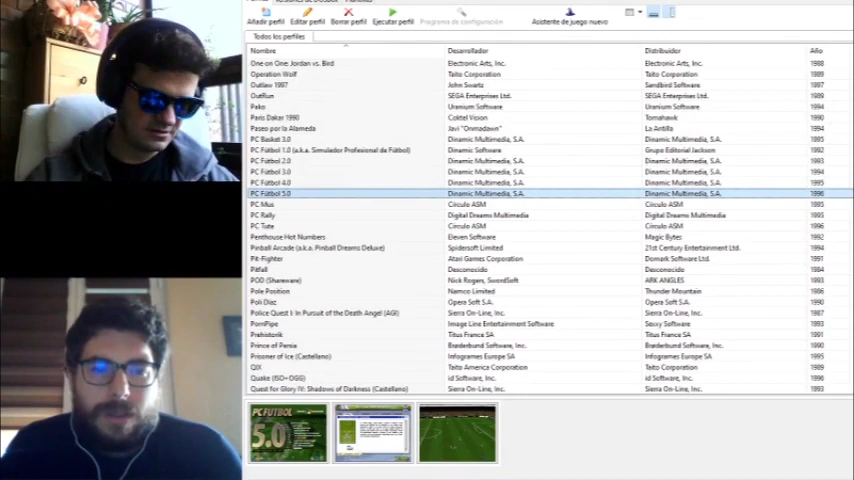 Añadir perfil Editar perfil Borrar perfil Ejecutar perfil Programa de configuración Asistente de juego nuevo
Todos los perfiles
Nombre Desarrollador Distribuidor Año
One on One: Jordan vs. Bird Electronic Arts, Inc. Electronic Arts, Inc. 1988
Operation Wolf Taito Corporation Taito Corporation 1989
Outlaw 1997 John Swartz Sandbird Software 1997
OutRun SEGA Enterprises Ltd. SEGA Enterprises Ltd.
Pako Uranium Software Uranium Software 1994
Paris Dakar 1990 Coktel Vision Tomahawk 1990
Paseo por la Alameda Javi "Onmadawn" La Antilla 1994
PC Basket 3.0 Dinamic Multimedia, S.A. Dinamic Multimedia, S.A. 1995
PC Fútbol 1.0 (a.k.a. Simulador Profesional de Fútbol) Dinamic Software Grupo Editorial Jackson 1992
PC Fútbol 2.0 Dinamic Multimedia, S.A. Dinamic Multimedia, S.A. 1993
PC Fútbol 3.0 Dinamic Multimedia, S.A. Dinamic Multimedia, S.A. 1994
PC Fútbol 4.0 Dinamic Multimedia, S.A. Dinamic Multimedia, S.A. 1995
PC Fútbol 5.0 Dinamic Multimedia, S.A. Dinamic Multimedia, S.A. 1996
PC Mus Círculo ASM Círculo ASM 1995
PC Rally Digital Dreams Multimedia Digital Dreams Multimedia
PC Tute Círculo ASM Círculo ASM 1996
Penthouse Hot Numbers Eleven Software Magic Bytes 1992
Pinball Arcade (a.k.a. Pinball Dreams Deluxe) Spidersoft Limited 21st Century Entertainment Ltd. 1994
Pit-Fighter Atari Games Corporation Domark Software Ltd. 1991
Pitfall Desconocido Desconocido 1984
POD (Shareware) Nick Rogers, SwordSoft ARK ANGLES 1993
Pole Position Namco Limited Thunder Mountain 1986
Poli Díaz Opera Soft S.A. Opera Soft S.A. 1990
Police Quest I: In Pursuit of the Death Angel (AGI) Sierra On-Line, Inc. Sierra On-Line, Inc. 1987
PornPipe Image Line Entertainment Software Sexxy Software 1993
Prehistorik Titus France SA Titus France SA 1991
Prince of Persia Brøderbund Software, Inc. Brøderbund Software, Inc. 1990
Prisoner of Ice (Castellano) Infogrames Europe SA Infogrames Europe SA 1995
QIX Taito America Corporation Taito Corporation 1989
Quake (ISO+OGG) id Software, Inc. id Software, Inc. 1996
Quest for Glory IV: Shadows of Darkness (Castellano) Sierra On-Line, Inc. Sierra On-Line, Inc. 1993
PC FUTBOL
5.0